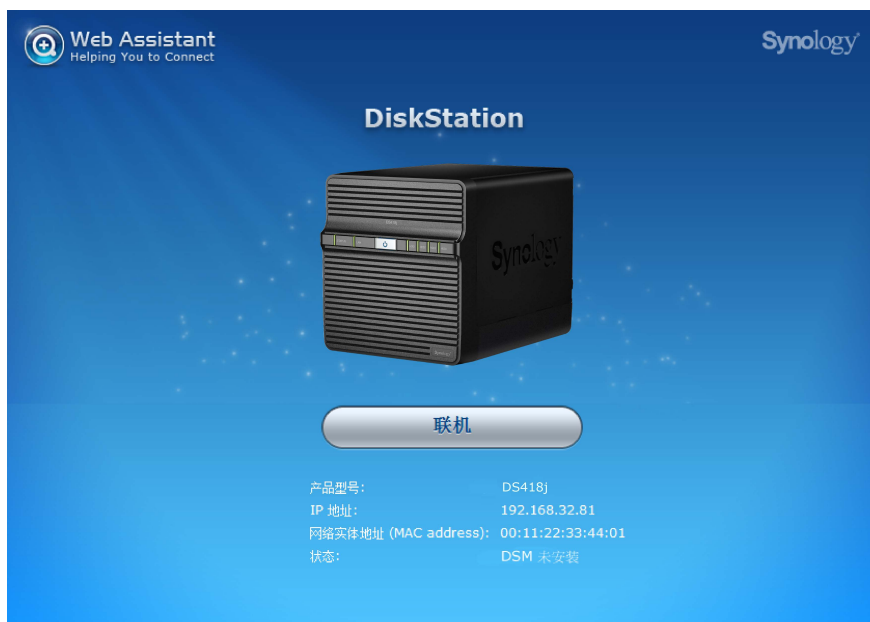 Web Assistant
Helping You to Connect
Synology
DiskStation
Synology
联机
产品型号: DS418j
IP 地址: 192.168.32.81
网络实体地址 (MAC address): 00:11:22:33:44:01
状态: DSM 未安装